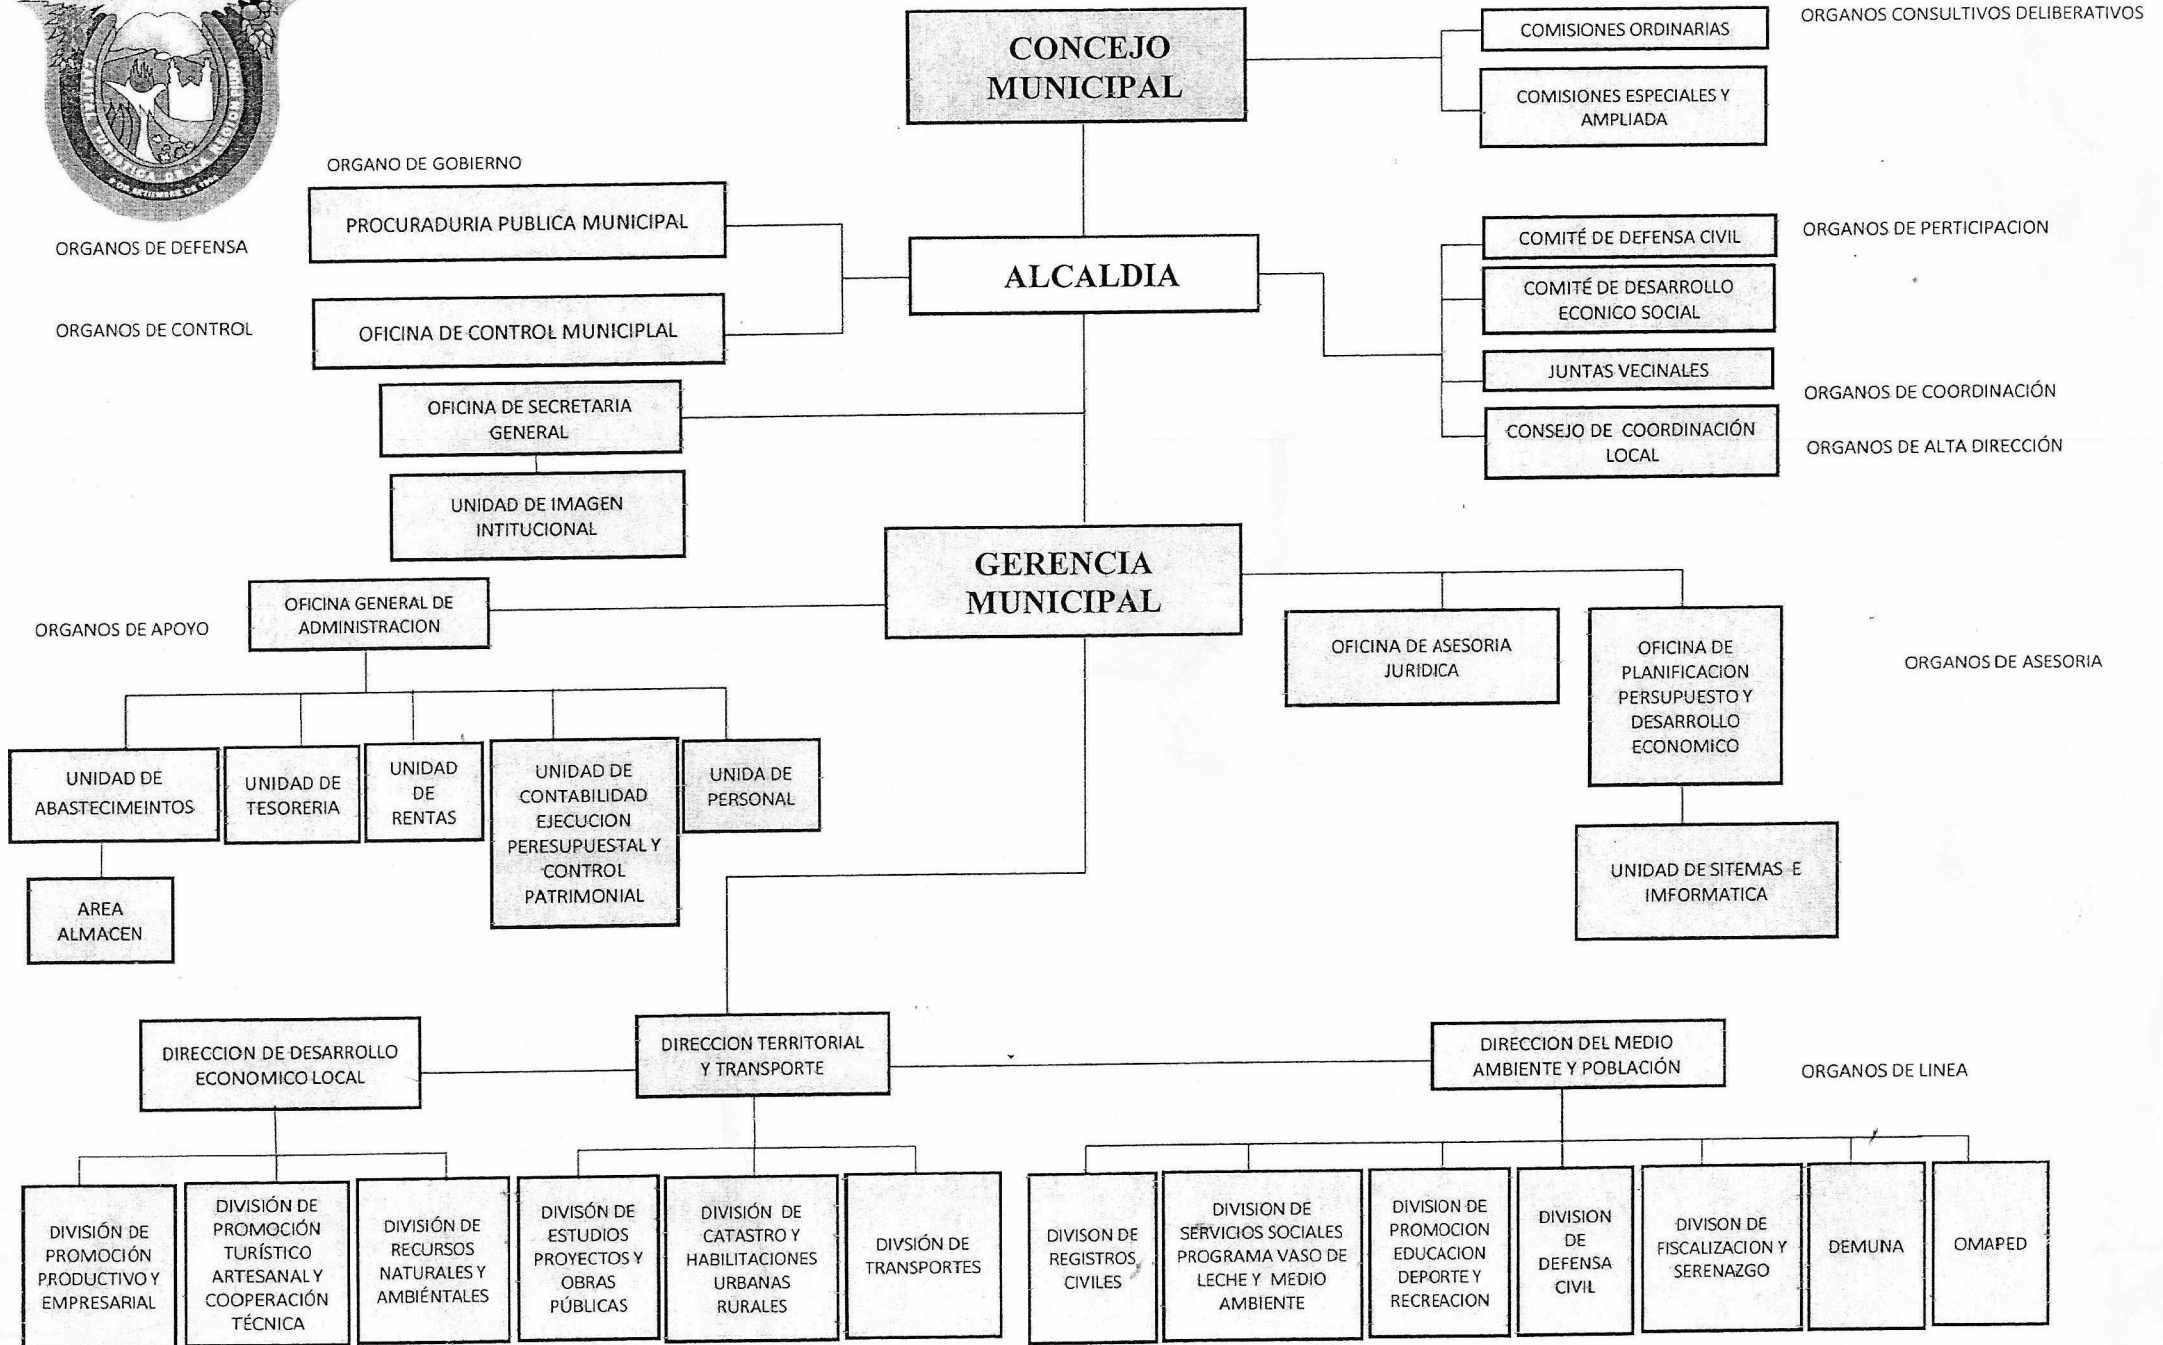 CAPITAL TURISTICA DE LA REGION
ORGANOS CONSULTIVOS DELIBERATIVOS
CONCEJO
MUNICIPAL
COMISIONES ORDINARIAS
COMISIONES ESPECIALES Y
AMPLIADA
ORGANO DE GOBIERNO
PROCURADURIA PUBLICA MUNICIPAL
ORGANOS DE DEFENSA
ORGANOS DE CONTROL
OFICINA DE CONTROL MUNICIPLAL
ALCALDIA
COMITÉ DE DEFENSA CIVIL
ORGANOS DE PERTICIPACION
COMITÉ DE DESARROLLO
ECONICO SOCIAL
JUNTAS VECINALES
ORGANOS DE COORDINACIÓN
CONSEJO DE COORDINACIÓN
LOCAL
ORGANOS DE ALTA DIRECCIÓN
OFICINA DE SECRETARIA
GENERAL
UNIDAD DE IMAGEN
INTITUCIONAL
GERENCIA
MUNICIPAL
OFICINA GENERAL DE
ADMINISTRACION
ORGANOS DE APOYO
OFICINA DE ASESORIA
JURIDICA
OFICINA DE
PLANIFICACION
PERSUPUESTO Y
DESARROLLO
ECONOMICO
ORGANOS DE ASESORIA
UNIDAD DE
ABASTECIMEINTOS
UNIDAD DE
TESORERIA
UNIDAD
DE
RENTAS
UNIDAD DE
CONTABILIDAD
EJECUCION
PERESUPUESTAL Y
CONTROL
PATRIMONIAL
UNIDA DE
PERSONAL
AREA
ALMACEN
UNIDAD DE SITEMAS E
IMFORMATICA
DIRECCION DE DESARROLLO
ECONOMICO LOCAL
DIRECCION TERRITORIAL
Y TRANSPORTE
DIRECCION DEL MEDIO
AMBIENTE Y POBLACIÓN
ORGANOS DE LINEA
DIVISIÓN DE
PROMOCIÓN
PRODUCTIVO Y
EMPRESARIAL
DIVISIÓN DE
PROMOCIÓN
TURÍSTICO
ARTESANAL Y
COOPERACIÓN
TÉCNICA
DIVISIÓN DE
RECURSOS
NATURALES Y
AMBIÉNTALES
DIVISÓN DE
ESTUDIOS
PROYECTOS Y
OBRAS
PÚBLICAS
DIVISIÓN DE
CATASTRO Y
HABILITACIONES
URBANAS
RURALES
DIVSIÓN DE
TRANSPORTES
DIVISON DE
REGISTROS
CIVILES
DIVISION DE
SERVICIOS SOCIALES
PROGRAMA VASO DE
LECHE Y MEDIO
AMBIENTE
DIVISION DE
PROMOCION
EDUCACION
DEPORTE Y
RECREACION
DIVISION
DE
DEFENSA
CIVIL
DIVISON DE
FISCALIZACION Y
SERENAZGO
DEMUNA
OMAPED